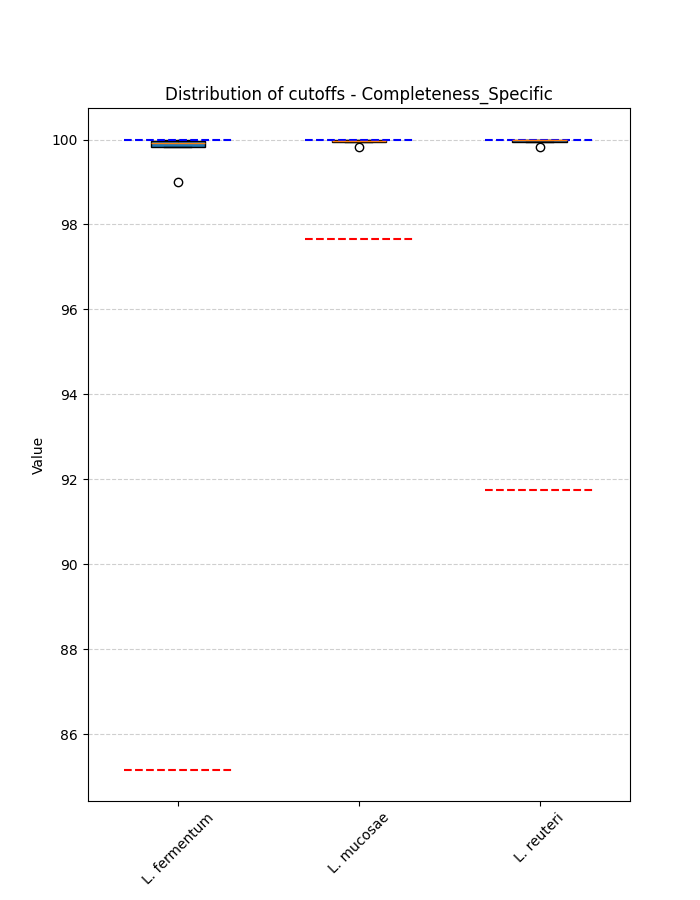 Distribution of cutoffs - Completeness_Specific
Value
100
98
96
94
92
90
88
86
L. fermentum
L. mucosae
L. reuteri